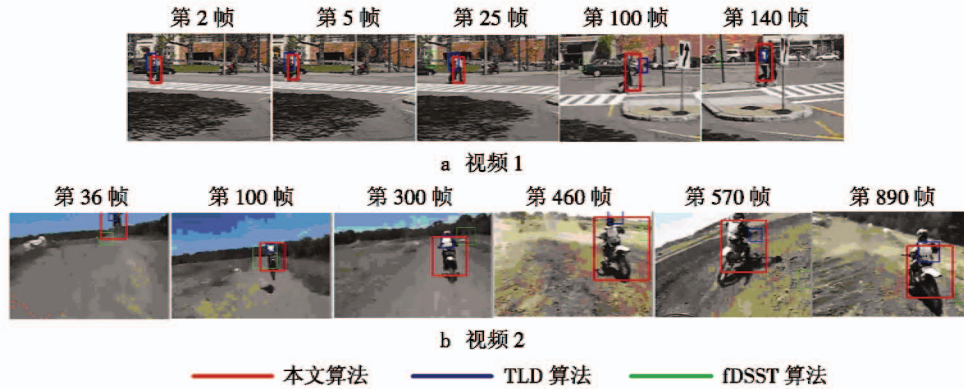 第 2 帧 第 5 帧 第 25 帧 第 100 帧 第 140 帧
a 视频 1
第 36 帧 第 100 帧 第 300 帧 第 460 帧 第 570 帧 第 890 帧
b 视频 2
本文算法 TLD 算法 fDSST 算法